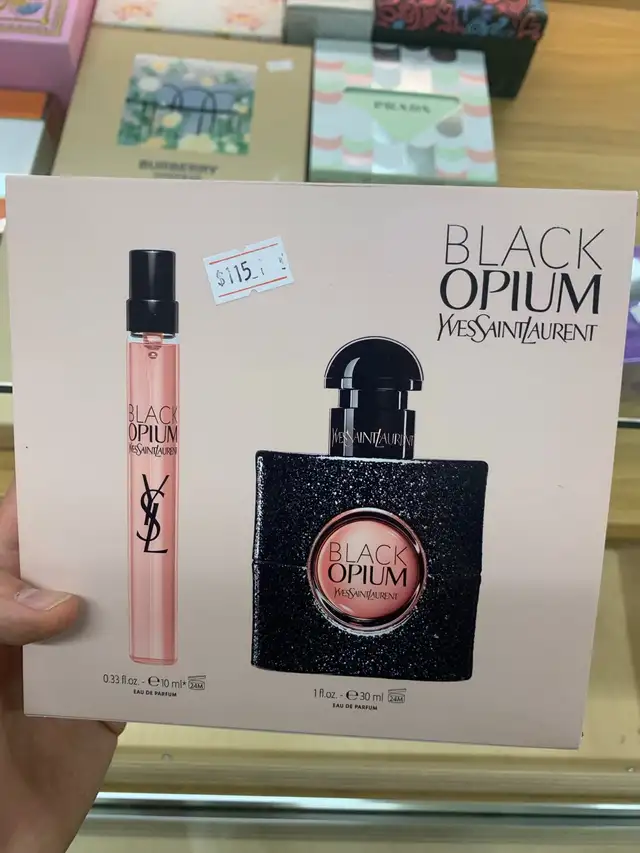 BURBERRY
PRADA
$115
BLACK
OPIUM
YVESSAINTLAURENT
BLACK
OPIUM
YVESSAINTLAURENT
YSL
YVESSAINTLAURENT
BLACK
OPIUM
YVESSAINTLAURENT
0.33 fl.oz. - ℮10 ml* 24M
EAU DE PARFUM
1 fl.oz. - ℮30 ml 24M
EAU DE PARFUM